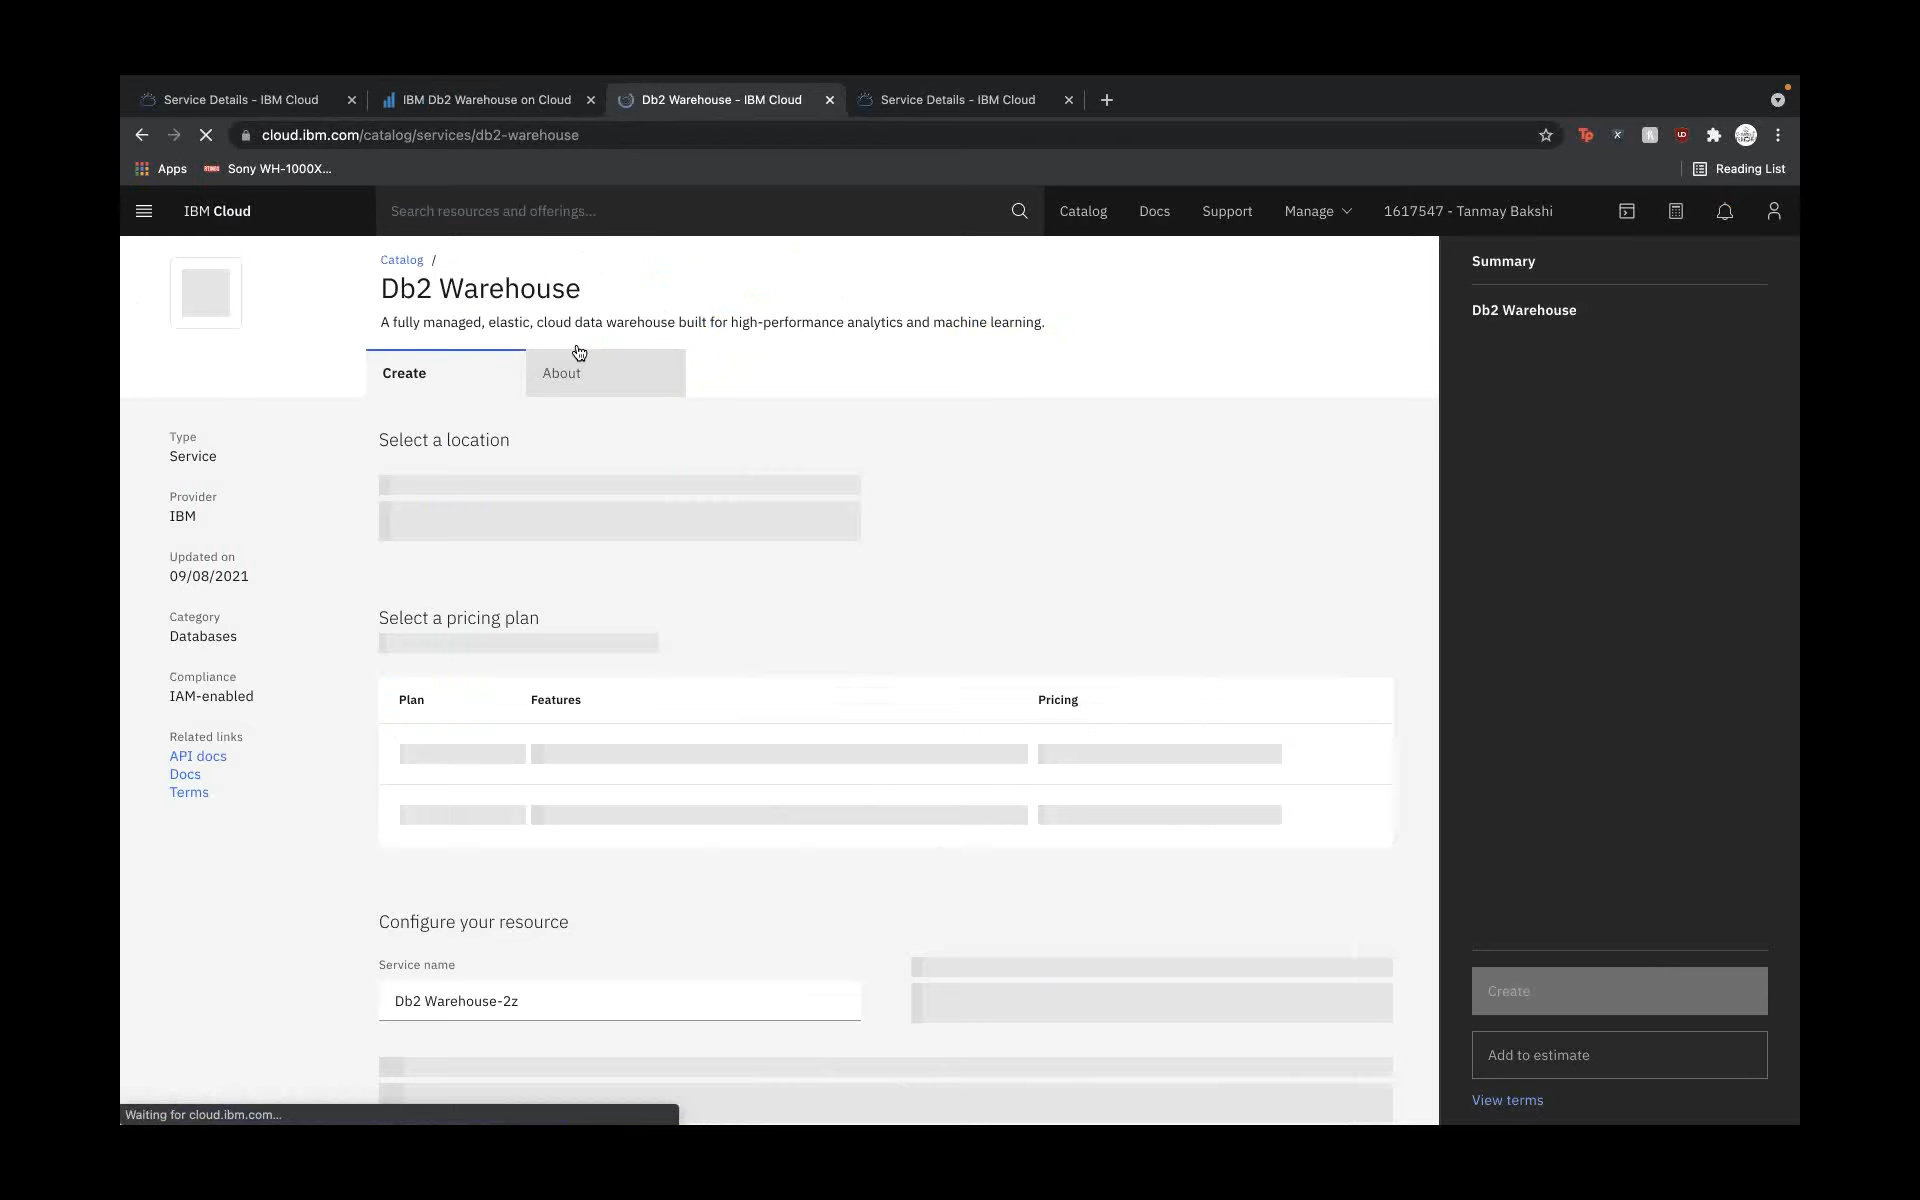 Service Details - IBM Cloud
IBM Db2 Warehouse on Cloud
Db2 Warehouse - IBM Cloud
Service Details - IBM Cloud
cloud.ibm.com/catalog/services/db2-warehouse
Apps
Sony WH-1000X...
Reading List
IBM Cloud
Search resources and offerings...
Catalog
Docs
Support
Manage
1617547 - Tanmay Bakshi
Catalog /
Db2 Warehouse
A fully managed, elastic, cloud data warehouse built for high-performance analytics and machine learning.
Create
About
Type
Service
Provider
IBM
Updated on
09/08/2021
Category
Databases
Compliance
IAM-enabled
Related links
API docs
Docs
Terms
Select a location
Select a pricing plan
Plan
Features
Pricing
Configure your resource
Service name
Db2 Warehouse-2z
Summary
Db2 Warehouse
Create
Add to estimate
View terms
Waiting for cloud.ibm.com...